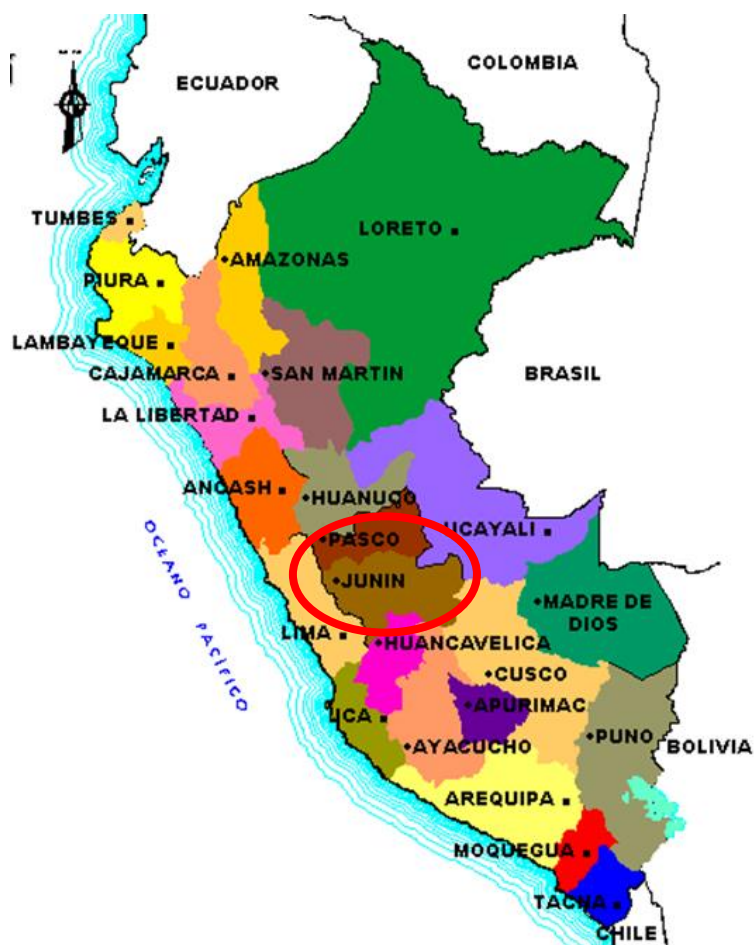 COLOMBIA
ECUADOR
TUMBES
LORETO
AMAZONAS
PIURA
LAMBAYEQUE
CAJAMARCA
SAN MARTIN
BRASIL
LA LIBERTAD
ANCASH
HUANUCO
UCAYALI
PASCO
JUNIN
MADRE DE
DIOS
OCEANO PACÍFICO
LIMA
HUANCAVELICA
CUSCO
APURIMAC
ICA
AYACUCHO
PUNO
BOLIVIA
AREQUIPA
MOQUEGUA
TACNA
CHILE